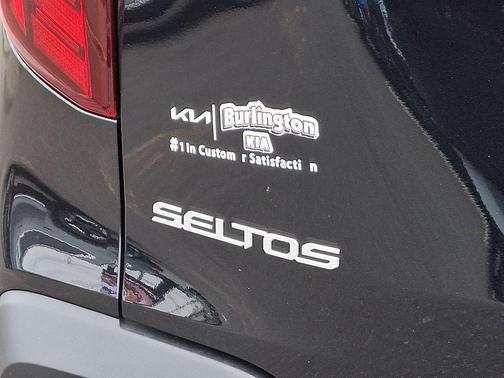 KIA Burlington
KIA
#1 In Custom r Satisfacti n
SELTOS